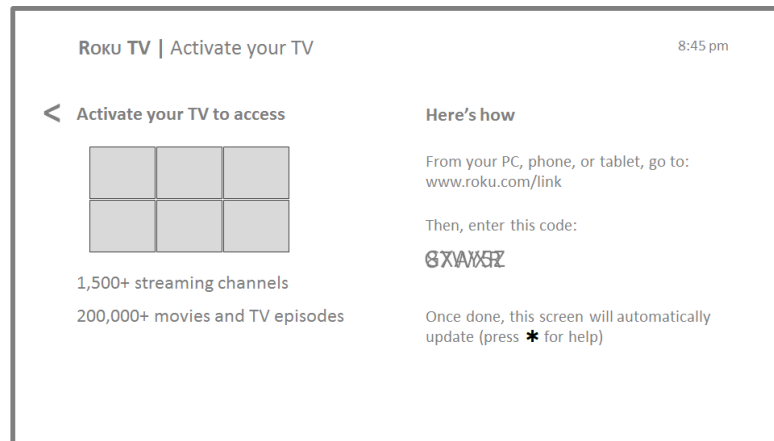 Roku TV | Activate your TV
8:45 pm
< Activate your TV to access
1,500+ streaming channels
200,000+ movies and TV episodes
Here’s how
From your PC, phone, or tablet, go to:
www.roku.com/link
Then, enter this code:
Once done, this screen will automatically
update (press ✱ for help)